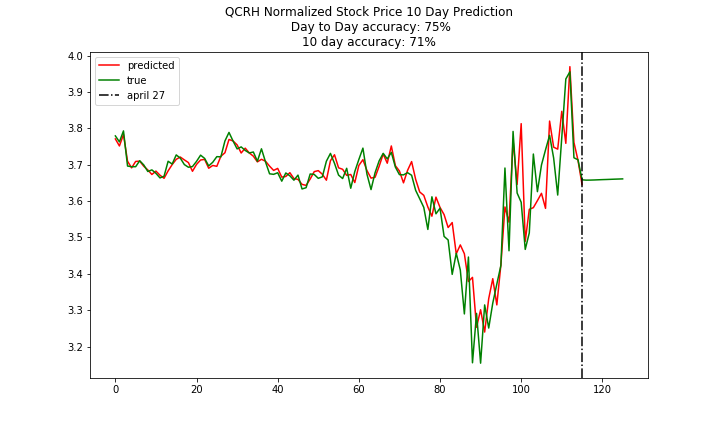 QCRH Normalized Stock Price 10 Day Prediction
Day to Day accuracy: 75%
10 day accuracy: 71%
predicted
true
april 27
4.0
3.9
3.8
3.7
3.6
3.5
3.4
3.3
3.2
0 20 40 60 80 100 120